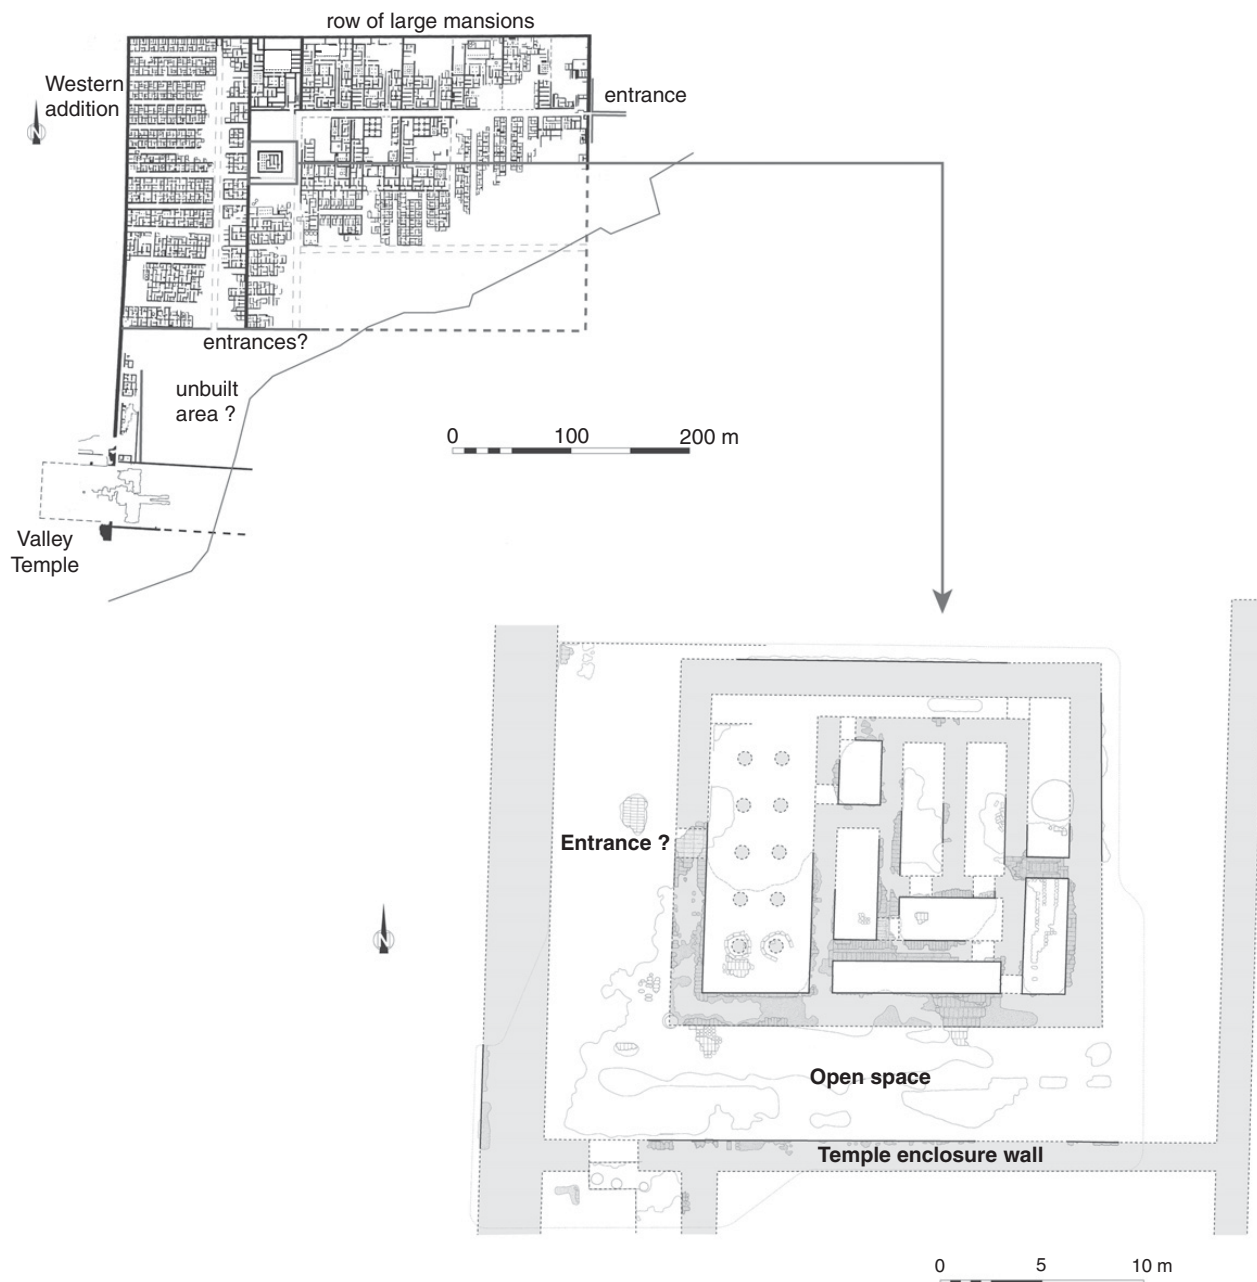 row of large mansions
Western
addition
entrance
N
entrances?
unbuilt
area ?
0 100 200 m
Valley
Temple
Entrance ?
N
Open space
Temple enclosure wall
0 5 10 m